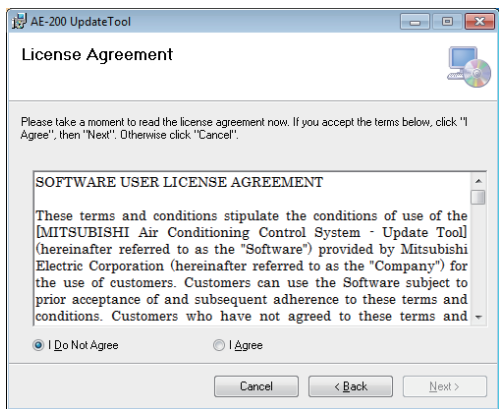 AE-200 UpdateTool
License Agreement
Please take a moment to read the license agreement now. If you accept the terms below, click "I
Agree", then "Next". Otherwise click "Cancel".
SOFTWARE USER LICENSE AGREEMENT
These terms and conditions stipulate the conditions of use of the
[MITSUBISHI Air Conditioning Control System - Update Tool]
(hereinafter referred to as the "Software") provided by Mitsubishi
Electric Corporation (hereinafter referred to as the "Company") for
the use of customers. Customers can use the Software subject to
prior acceptance of and subsequent adherence to these terms and
conditions. Customers who have not agreed to these terms and
I Do Not Agree
I Agree
Cancel
< Back
Next >